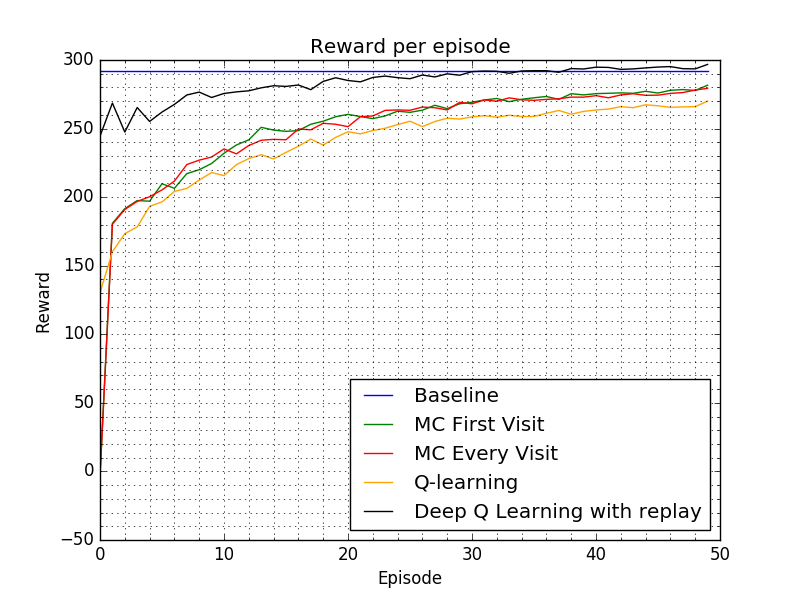 Reward per episode
300
250
200
150
100
50
0
−50
Reward
0 10 20 30 40 50
Episode
Baseline
MC First Visit
MC Every Visit
Q-learning
Deep Q Learning with replay